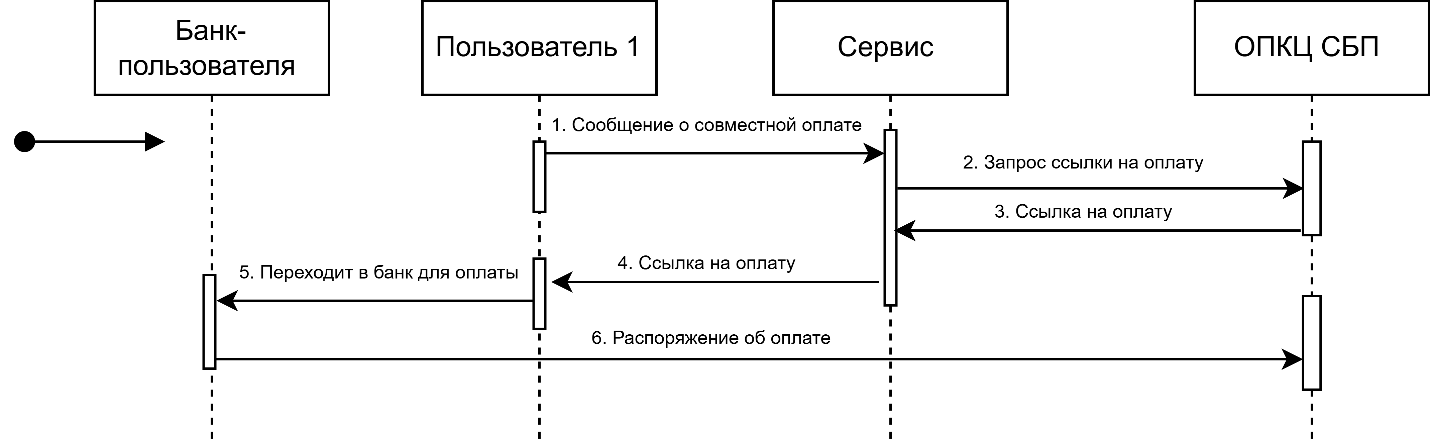 Банк-
пользователя
Пользователь 1
Сервис
ОПКЦ СБП
1. Сообщение о совместной оплате
2. Запрос ссылки на оплату
3. Ссылка на оплату
4. Ссылка на оплату
5. Переходит в банк для оплаты
6. Распоряжение об оплате